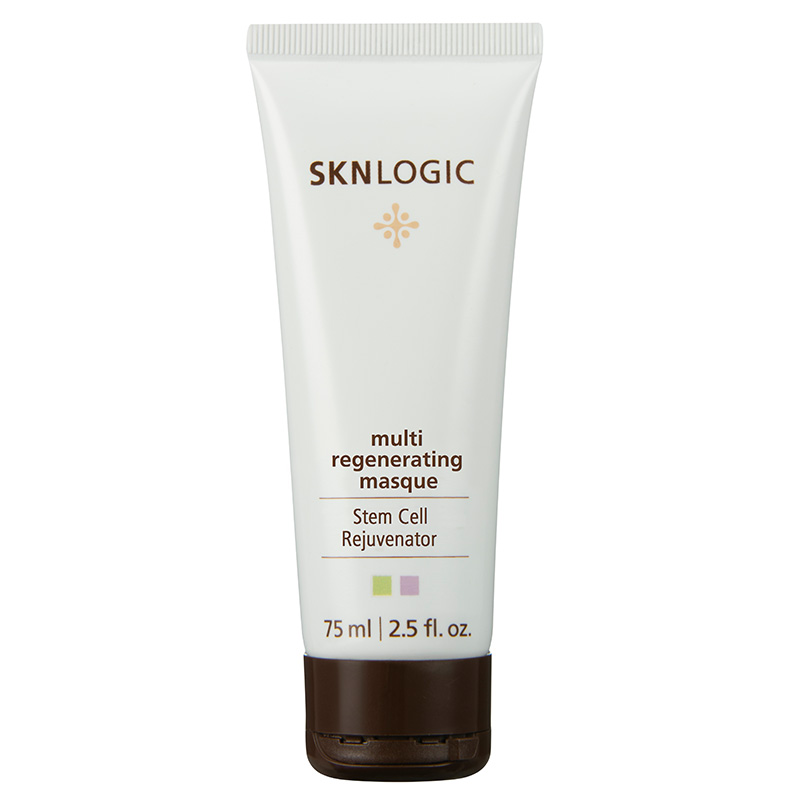 SKNLOGIC
multi
regenerating
masque
Stem Cell
Rejuvenator
75 ml | 2.5 fl. oz.